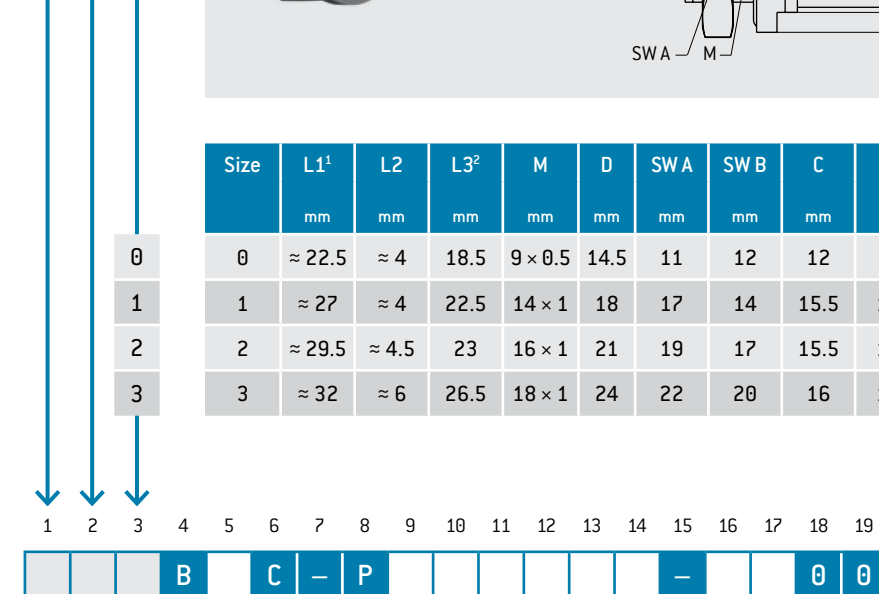 SW A M
Size L1¹ L2 L3² M D SW A SW B C
mm mm mm mm mm mm mm mm
0 0 ≈ 22.5 ≈ 4 18.5 9 × 0.5 14.5 11 12 12
1 1 ≈ 27 ≈ 4 22.5 14 × 1 18 17 14 15.5
2 2 ≈ 29.5 ≈ 4.5 23 16 × 1 21 19 17 15.5
3 3 ≈ 32 ≈ 6 26.5 18 × 1 24 22 20 16
1 2 3 4 5 6 7 8 9 10 11 12 13 14 15 16 17 18 19
B C – P – 0 0